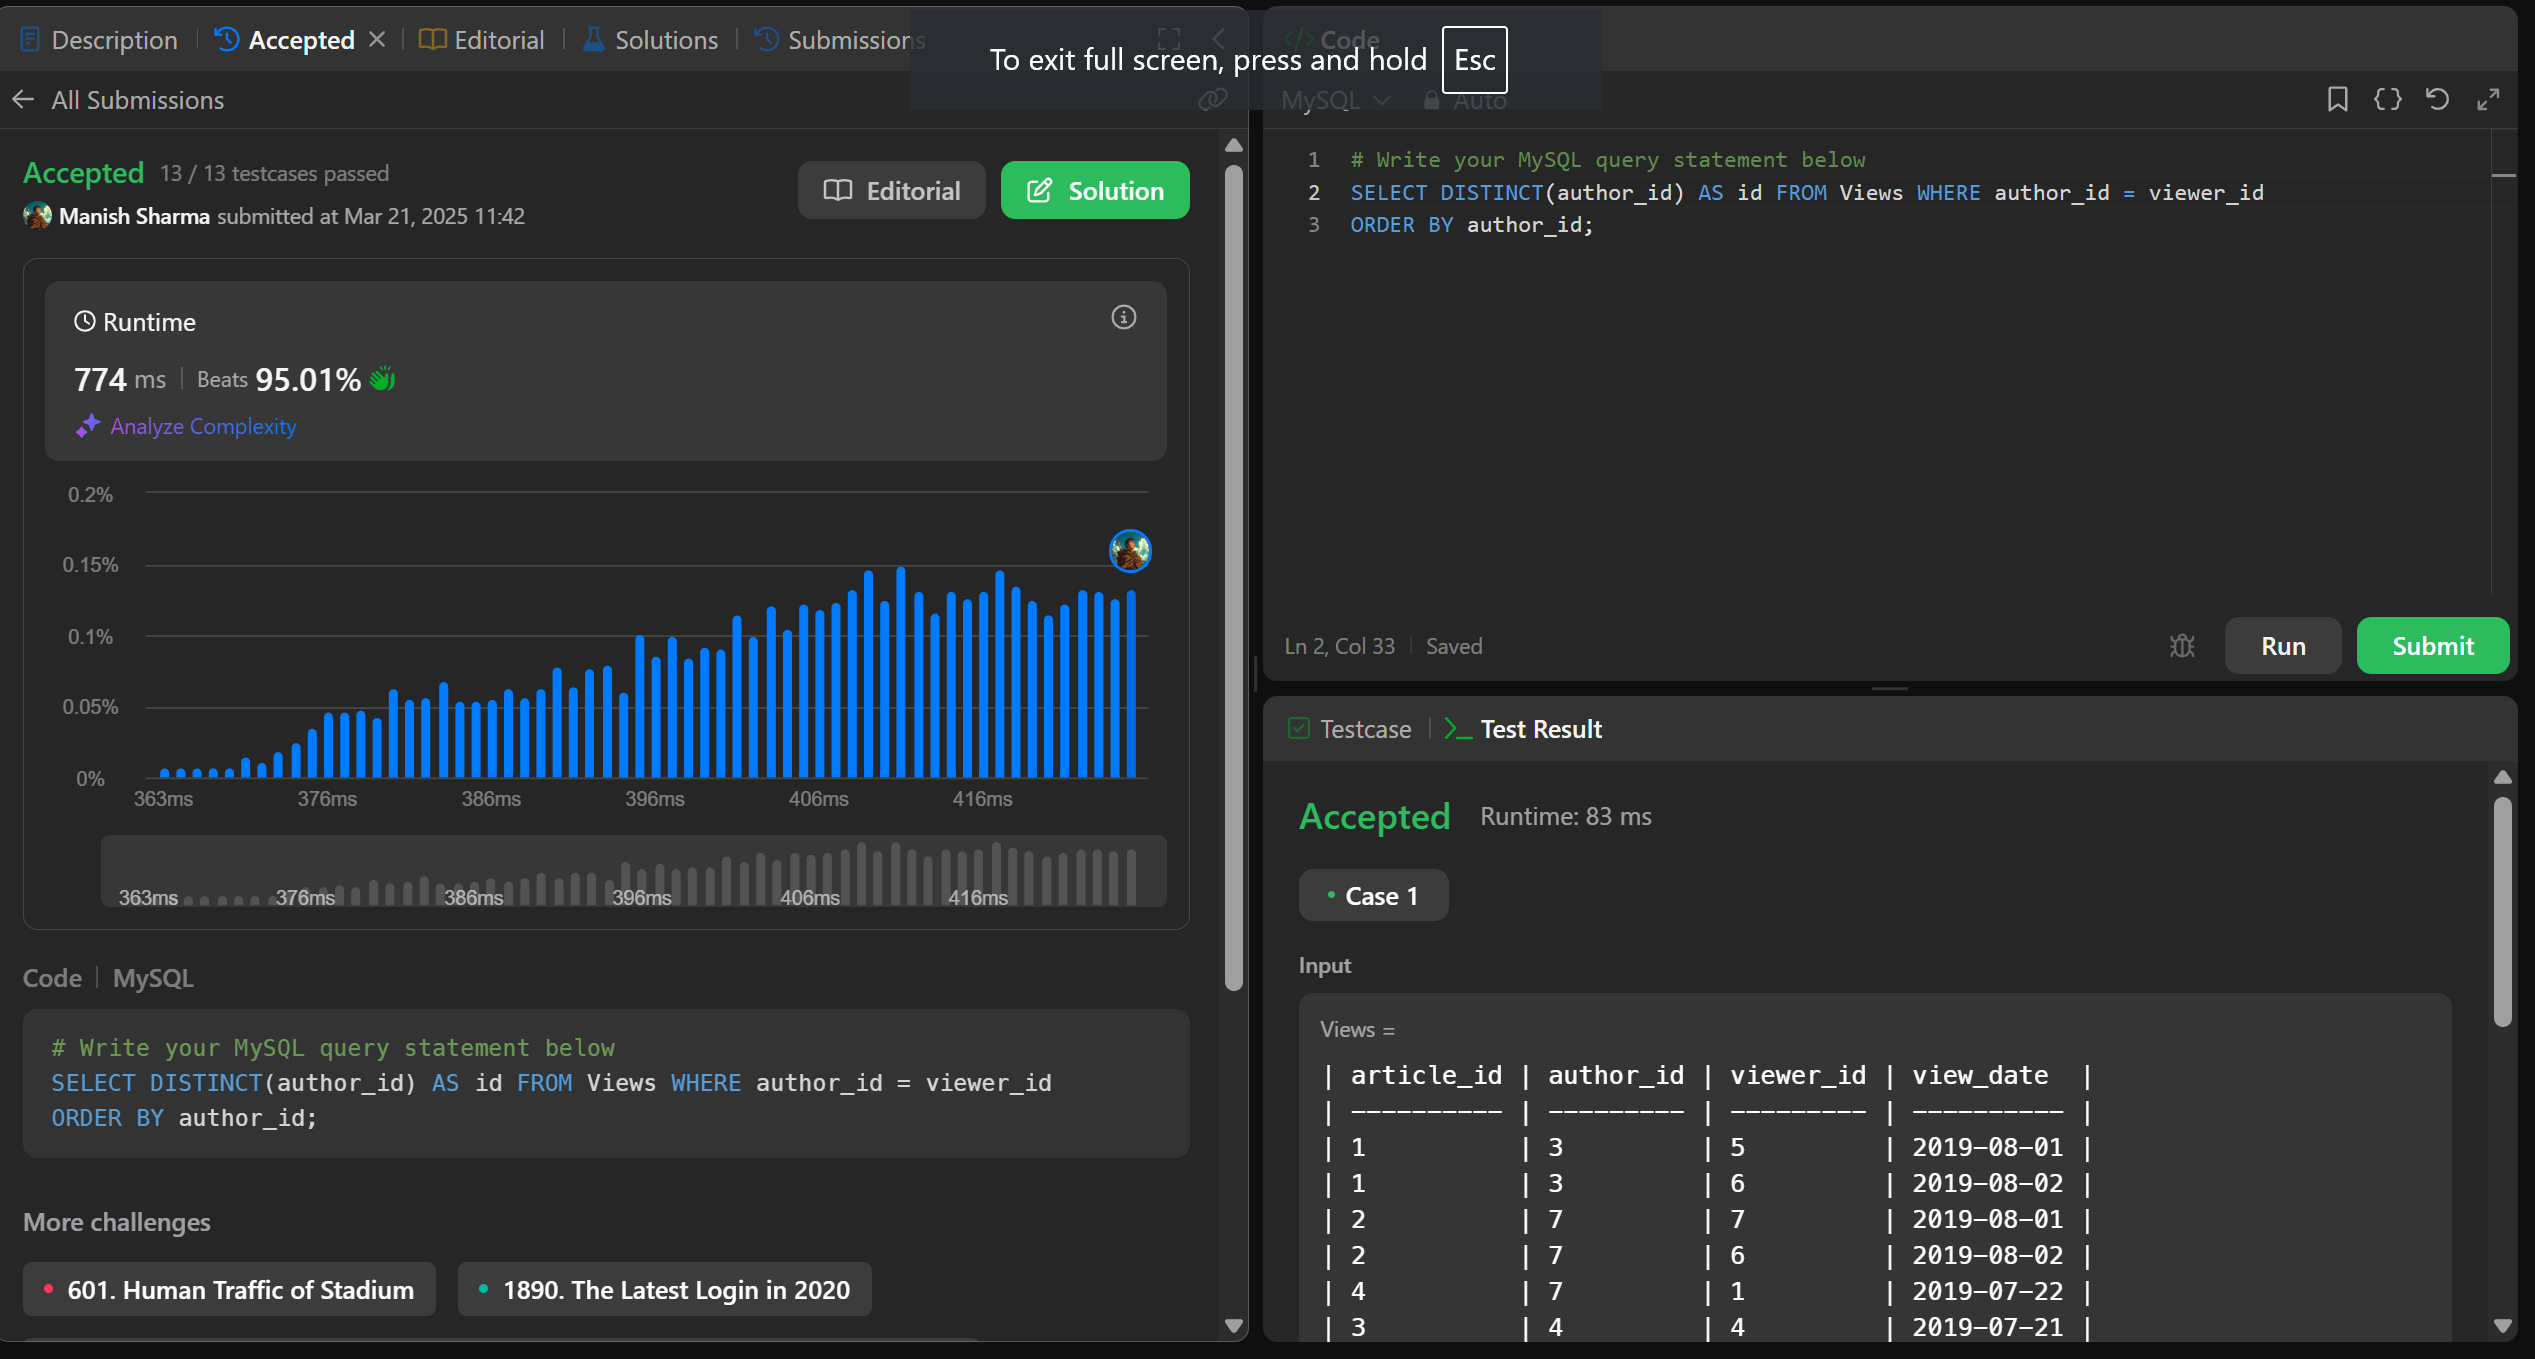 Description
Accepted
Editorial
Solutions
Submissions
To exit full screen, press and hold Esc
Code
All Submissions
MySQL
Auto
Accepted 13 / 13 testcases passed
Manish Sharma submitted at Mar 21, 2025 11:42
Editorial
Solution
Runtime
774 ms Beats 95.01%
Analyze Complexity
0.2%
0.15%
0.1%
0.05%
0%
363ms 376ms 386ms 396ms 406ms 416ms
363ms 376ms 386ms 396ms 406ms 416ms
Code MySQL
# Write your MySQL query statement below
SELECT DISTINCT(author_id) AS id FROM Views WHERE author_id = viewer_id
ORDER BY author_id;
More challenges
601. Human Traffic of Stadium
1890. The Latest Login in 2020
1 # Write your MySQL query statement below
2 SELECT DISTINCT(author_id) AS id FROM Views WHERE author_id = viewer_id
3 ORDER BY author_id;
Ln 2, Col 33 Saved
Run
Submit
Testcase
>_ Test Result
Accepted Runtime: 83 ms
Case 1
Input
Views =
| article_id | author_id | viewer_id | view_date |
| ---------- | --------- | --------- | ---------- |
| 1 | 3 | 5 | 2019-08-01 |
| 1 | 3 | 6 | 2019-08-02 |
| 2 | 7 | 7 | 2019-08-01 |
| 2 | 7 | 6 | 2019-08-02 |
| 4 | 7 | 1 | 2019-07-22 |
| 3 | 4 | 4 | 2019-07-21 |